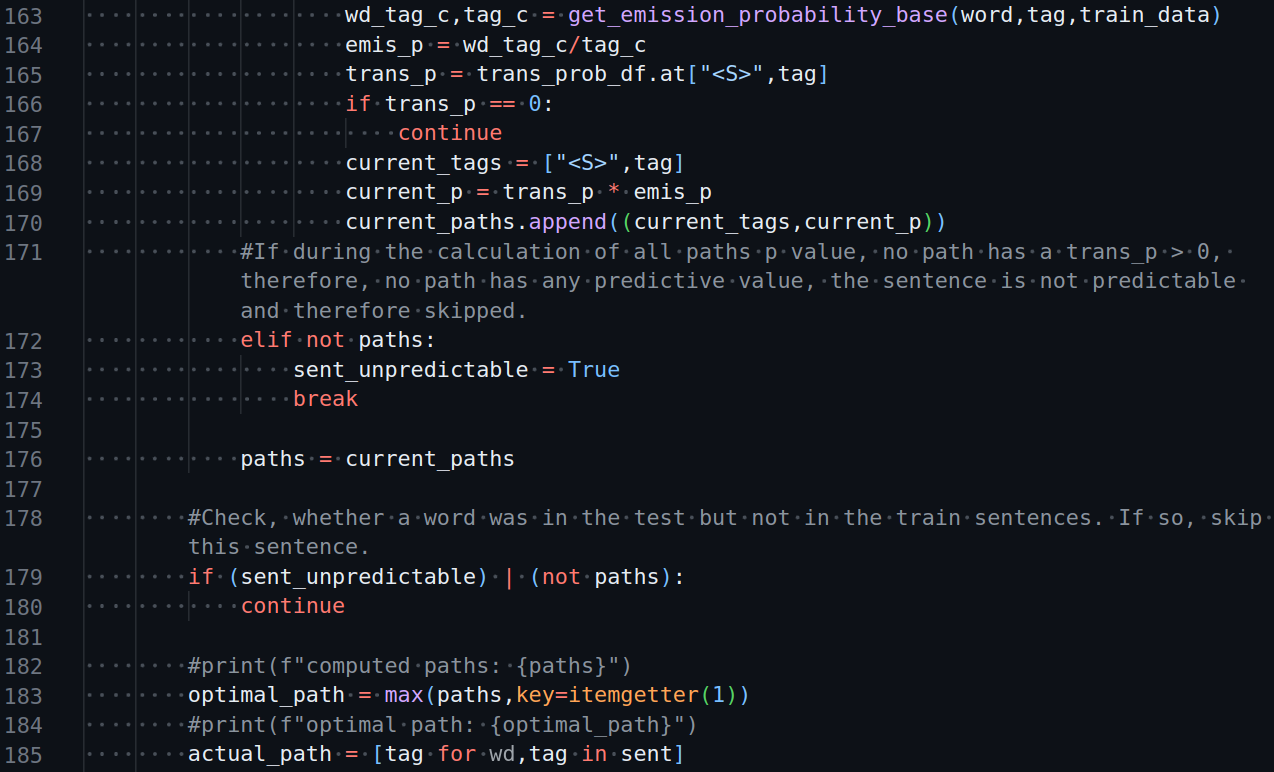 163 wd_tag_c,tag_c = get_emission_probability_base(word,tag,train_data)
164 emis_p = wd_tag_c/tag_c
165 trans_p = trans_prob_df.at["<S>",tag]
166 if trans_p == 0:
167 continue
168 current_tags = ["<S>",tag]
169 current_p = trans_p * emis_p
170 current_paths.append((current_tags,current_p))
171 #If during the calculation of all paths p value, no path has a trans_p > 0,
therefore, no path has any predictive value, the sentence is not predictable
and therefore skipped.
172 elif not paths:
173 sent_unpredictable = True
174 break
175
176 paths = current_paths
177
178 #Check, whether a word was in the test but not in the train sentences. If so, skip
this sentence.
179 if (sent_unpredictable) | (not paths):
180 continue
181
182 #print(f"computed paths: {paths}")
183 optimal_path = max(paths,key=itemgetter(1))
184 #print(f"optimal path: {optimal_path}")
185 actual_path = [tag for wd,tag in sent]